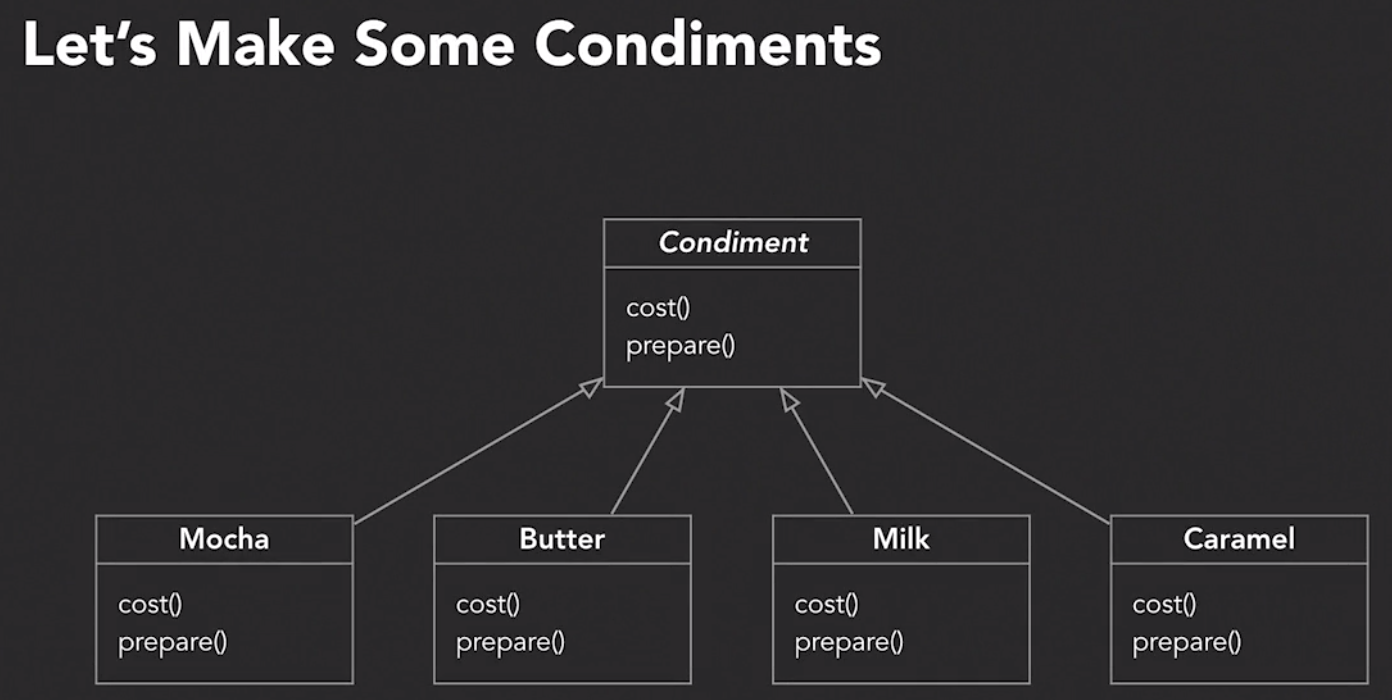 Let's Make Some Condiments
Condiment
cost()
prepare()
Mocha
cost()
prepare()
Butter
cost()
prepare()
Milk
cost()
prepare()
Caramel
cost()
prepare()